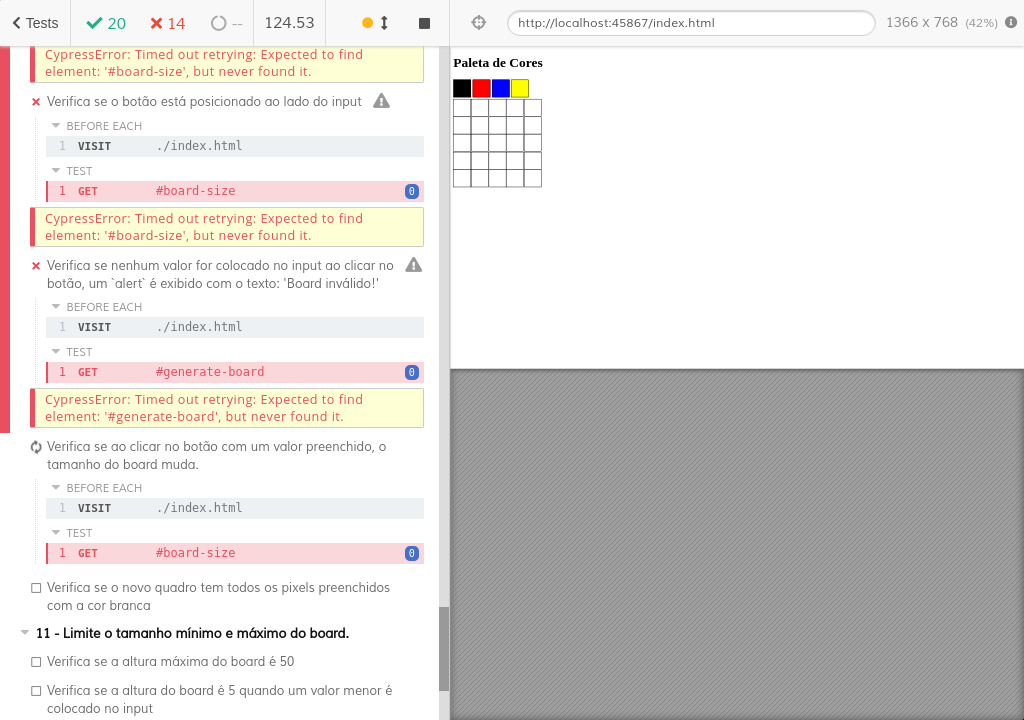 Tests 20 14 -- 124.53 http://localhost:45867/index.html 1366 x 768 (42%)
CypressError: Timed out retrying: Expected to find
element: '#board-size', but never found it.
Verifica se o botão está posicionado ao lado do input
BEFORE EACH
1 VISIT ./index.html
TEST
1 GET #board-size 0
CypressError: Timed out retrying: Expected to find
element: '#board-size', but never found it.
Verifica se nenhum valor for colocado no input ao clicar no
botão, um `alert` é exibido com o texto: 'Board inválido!'
BEFORE EACH
1 VISIT ./index.html
TEST
1 GET #generate-board 0
CypressError: Timed out retrying: Expected to find
element: '#generate-board', but never found it.
Verifica se ao clicar no botão com um valor preenchido, o
tamanho do board muda.
BEFORE EACH
1 VISIT ./index.html
TEST
1 GET #board-size 0
Verifica se o novo quadro tem todos os pixels preenchidos
com a cor branca
11 - Limite o tamanho mínimo e máximo do board.
Verifica se a altura máxima do board é 50
Verifica se a altura do board é 5 quando um valor menor é
colocado no input
Paleta de Cores